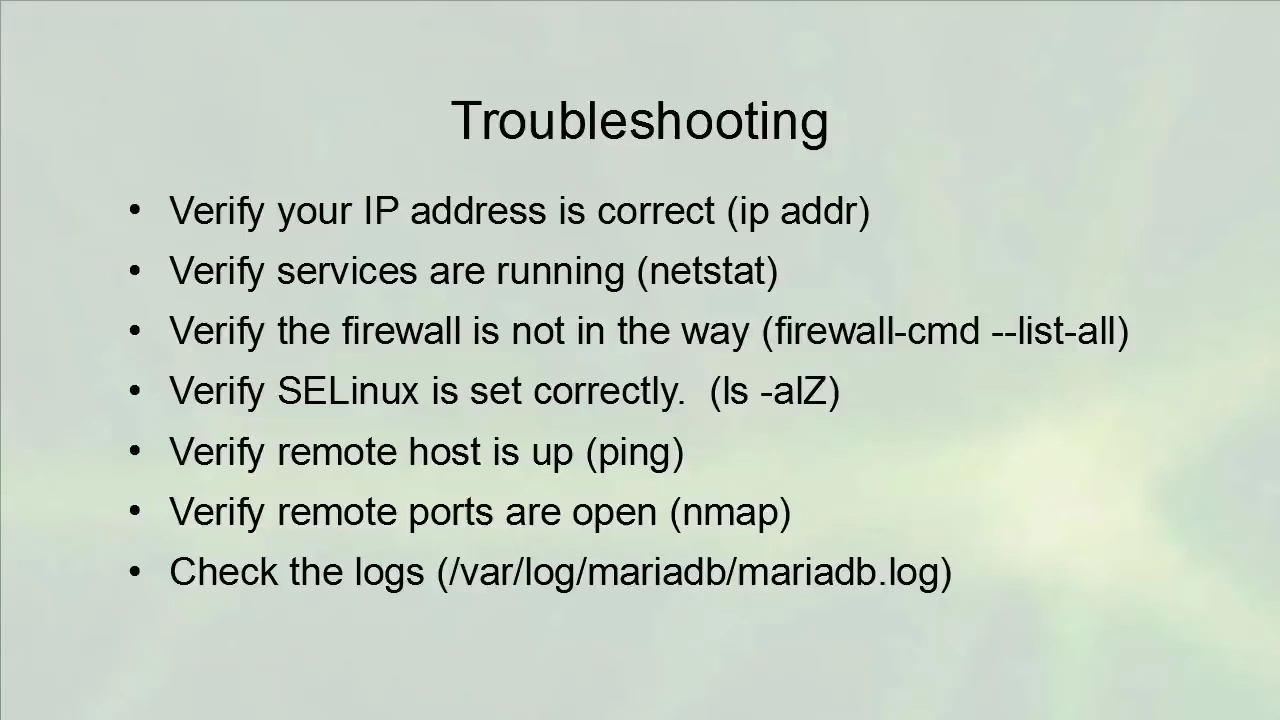 Troubleshooting
• Verify your IP address is correct (ip addr)
• Verify services are running (netstat)
• Verify the firewall is not in the way (firewall-cmd --list-all)
• Verify SELinux is set correctly.  (ls -alZ)
• Verify remote host is up (ping)
• Verify remote ports are open (nmap)
• Check the logs (/var/log/mariadb/mariadb.log)